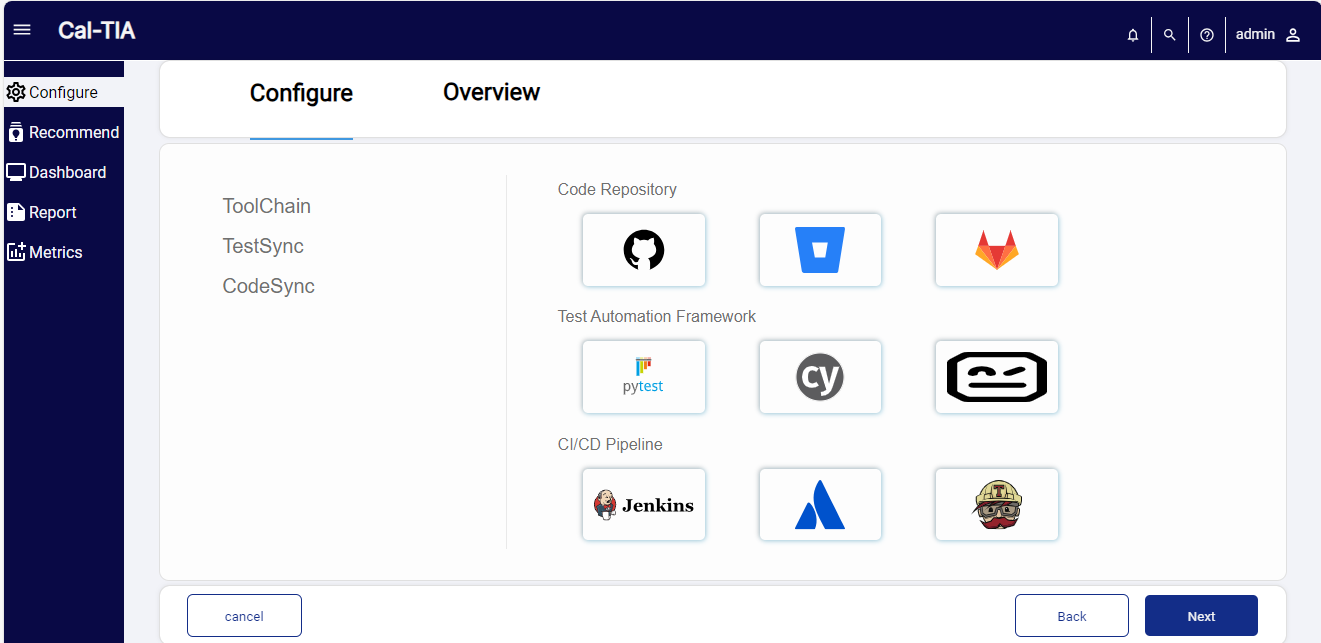 Cal-TIA
admin
Configure
Recommend
Dashboard
Report
Metrics
Configure
Overview
ToolChain
TestSync
CodeSync
Code Repository
Test Automation Framework
pytest
cy
CI/CD Pipeline
Jenkins
T
cancel
Back
Next